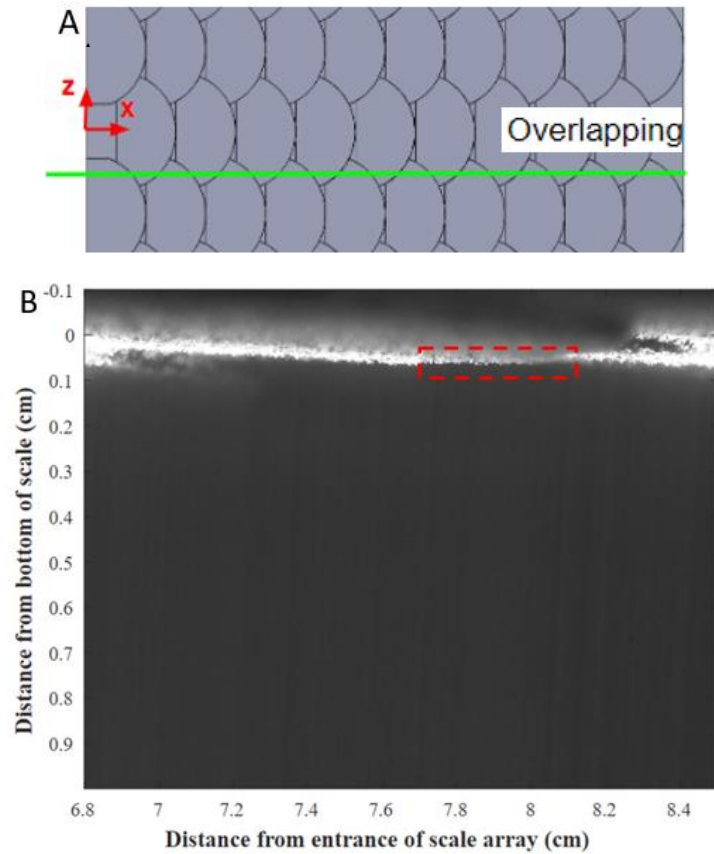 A
z
x
Overlapping
B
-0.1
0
0.1
0.2
0.3
0.4
0.5
0.6
0.7
0.8
0.9
Distance from bottom of scale (cm)
6.8 7 7.2 7.4 7.6 7.8 8 8.2 8.4
Distance from entrance of scale array (cm)